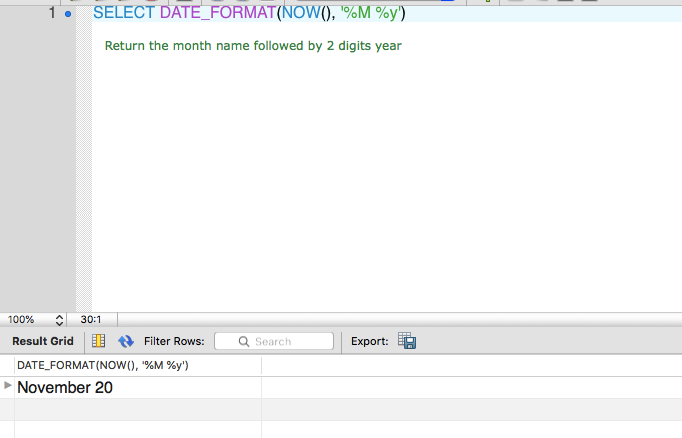 1 SELECT DATE_FORMAT(NOW(), '%M %y')
Return the month name followed by 2 digits year
100% 30:1
Result Grid Filter Rows: Search Export:
DATE_FORMAT(NOW(), '%M %y')
November 20